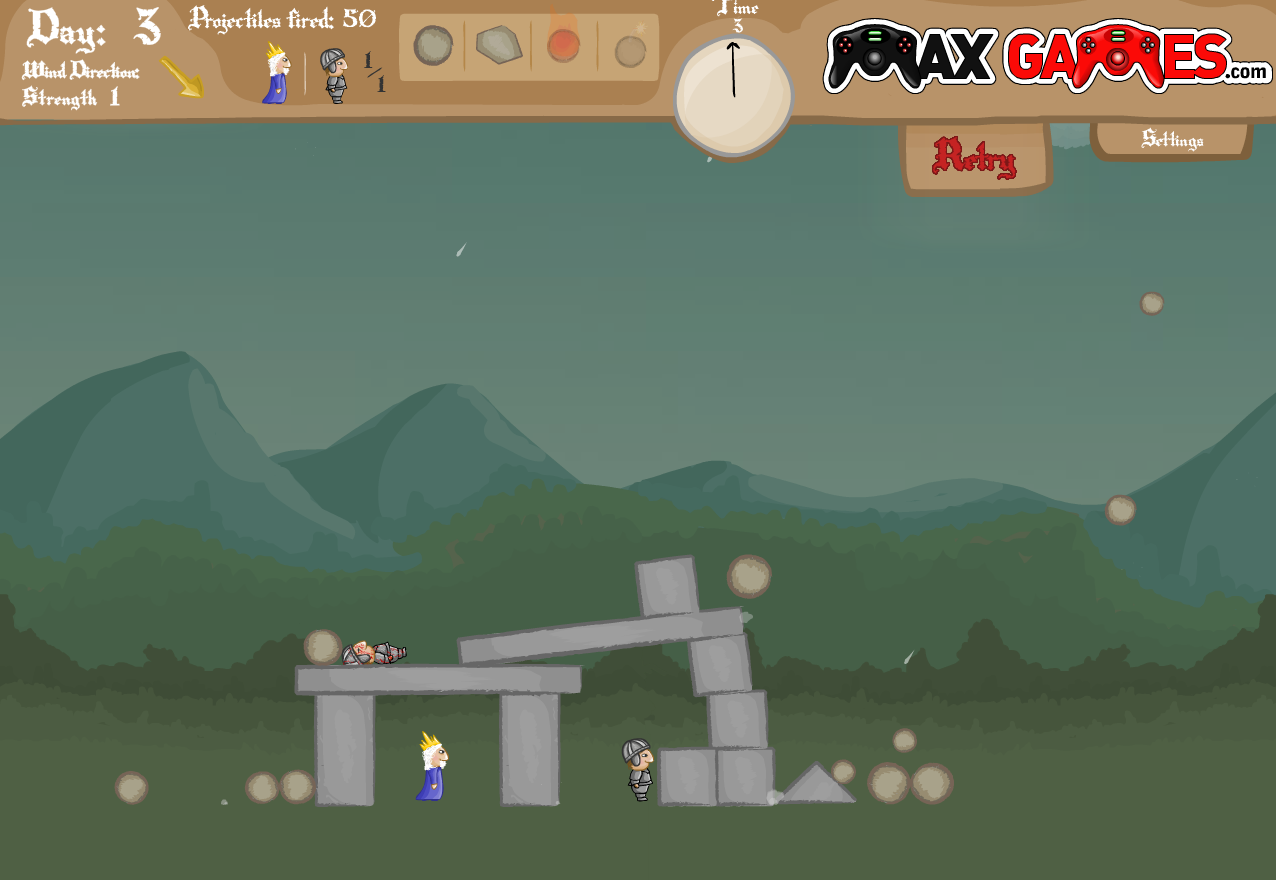 Day: 3
Projectiles fired: 50
Wind Direction:
Strength 1
1/1
Time
3
MAX GAMES.com
Retry
Settings